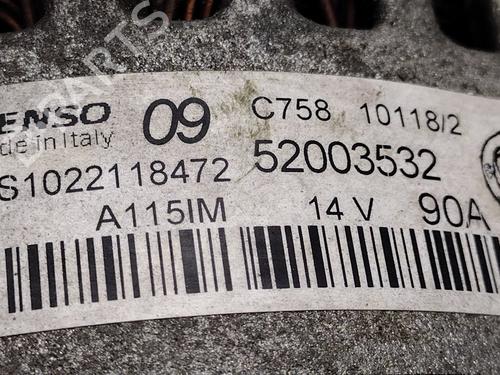 ENSO 09 C758 10118/2
de in Italy
S1022118472 52003532
A115IM 14 V 90A